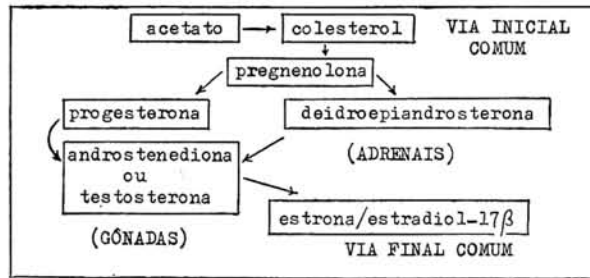 acetato colesterol VIA INICIAL
COMUM
pregnenolona
progesterona deidroepiandrosterona
androstenediona (ADRENAIS)
ou
testosterona
estrona/estradiol-17β
(GÔNADAS)
VIA FINAL COMUM